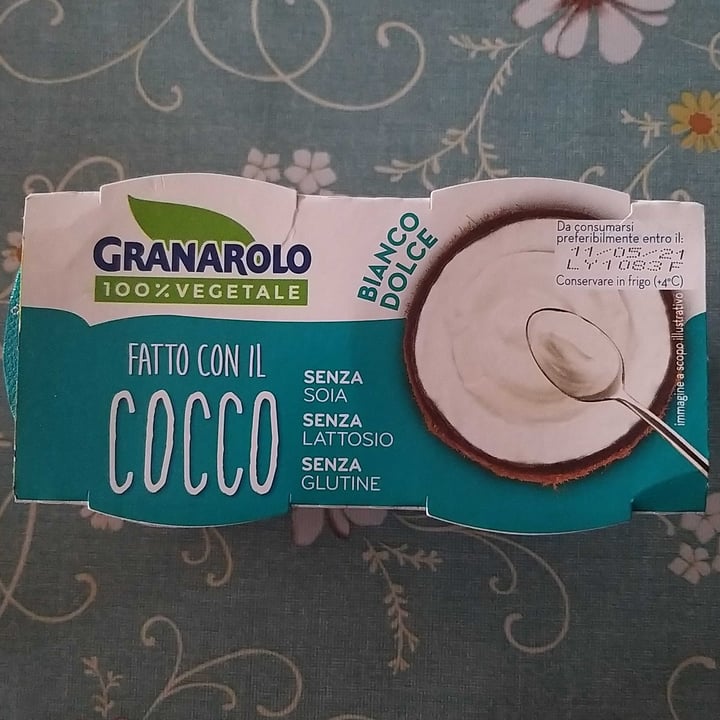 GRANAROLO
100% VEGETALE
BIANCO
DOLCE
FATTO CON IL
COCCO
SENZA
SOIA
SENZA
LATTOSIO
SENZA
GLUTINE
Da consumarsi
preferibilmente entro il:
11/05/21
LY1083F
Conservare in frigo (+4°C)
immagine a scopo illustrativo